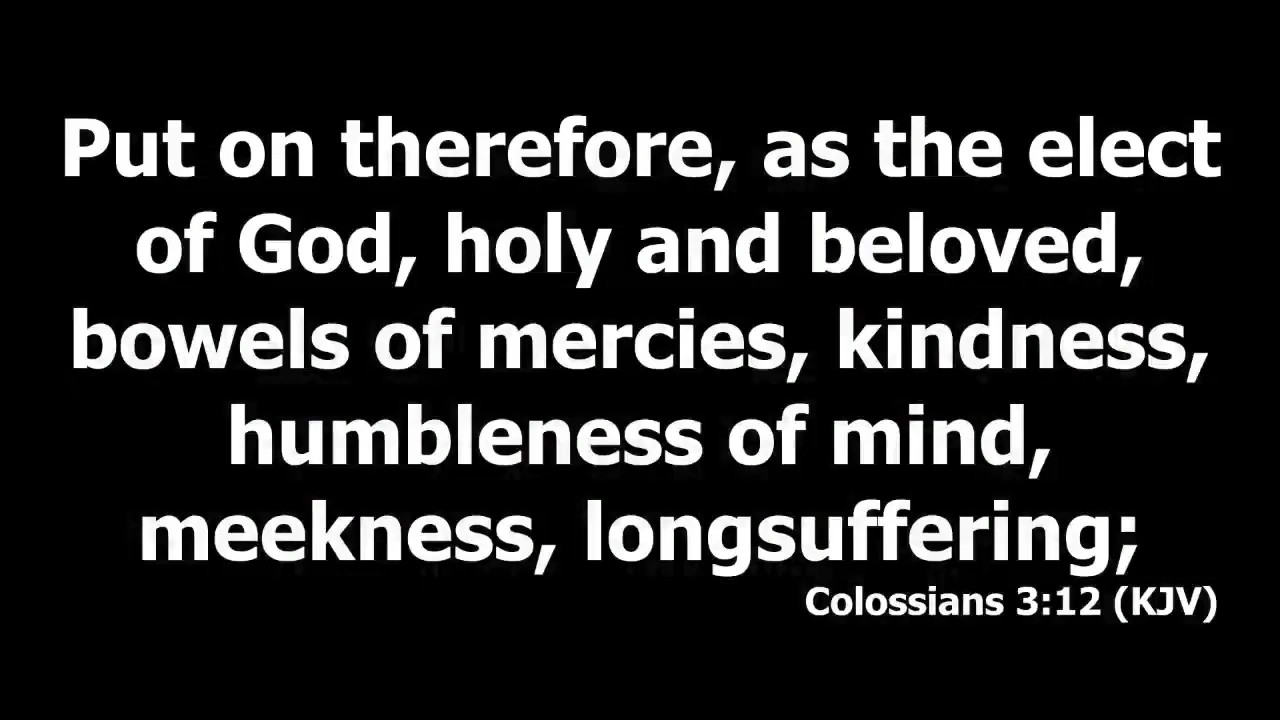 Put on therefore, as the elect
of God, holy and beloved,
bowels of mercies, kindness,
humbleness of mind,
meekness, longsuffering;
Colossians 3:12 (KJV)